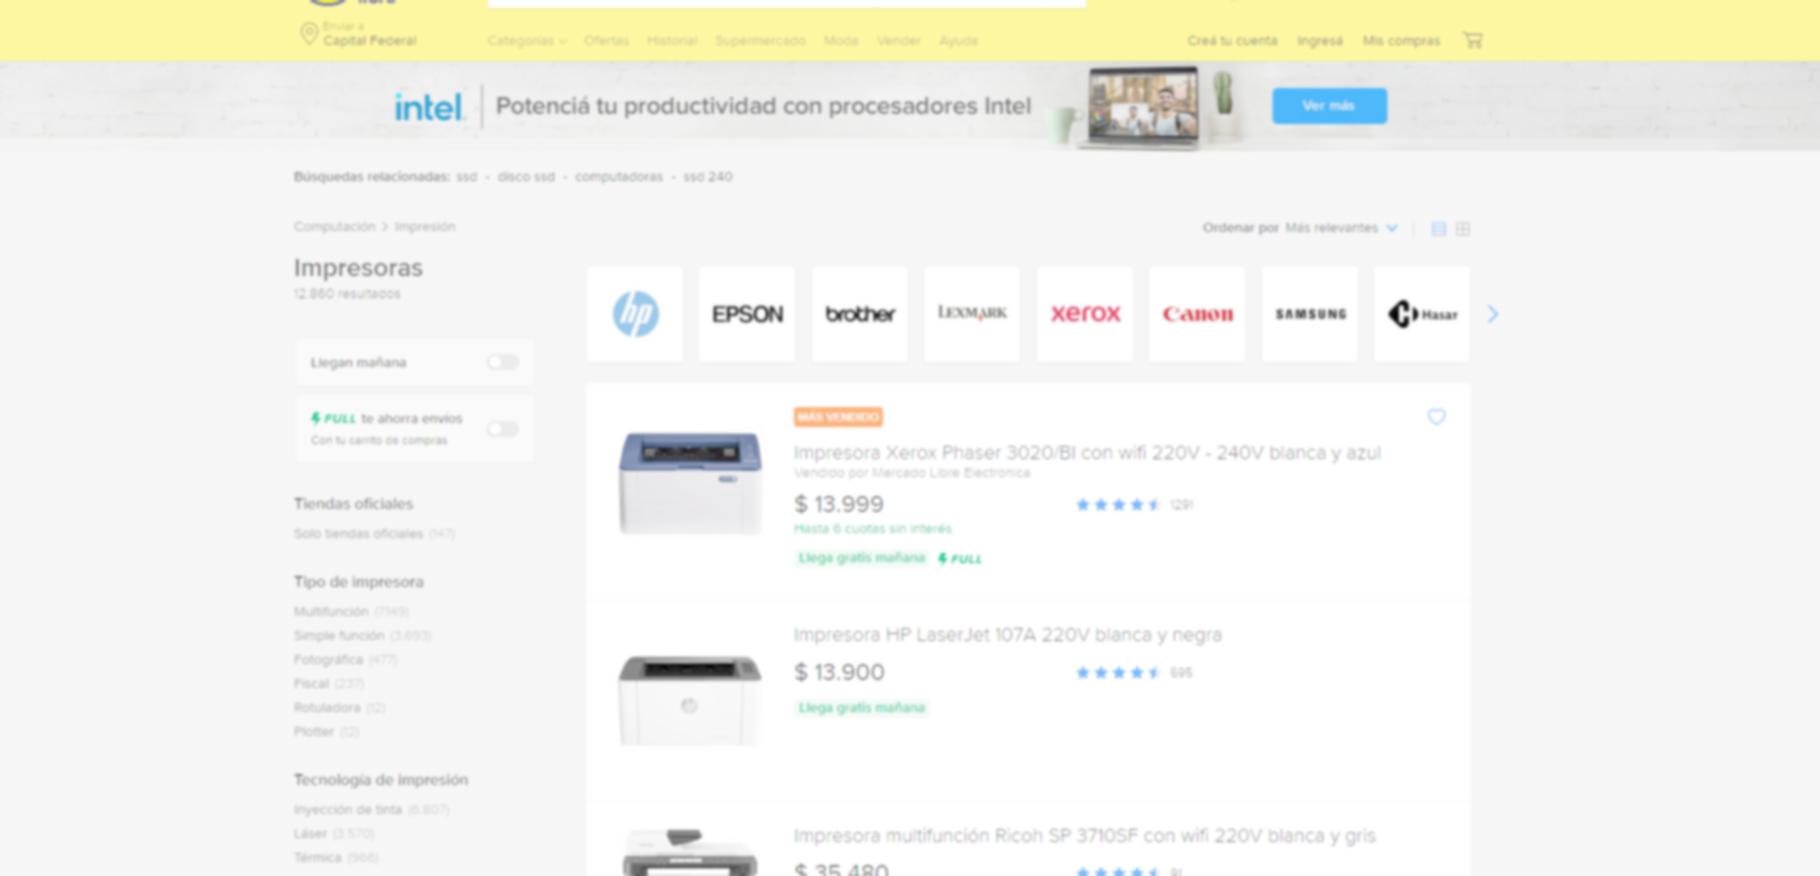 Enviar a
Capital Federal
Categorías Ofertas Historial Supermercado Moda Vender Ayuda
Creá tu cuenta Ingresá Mis compras
intel. Potenciá tu productividad con procesadores Intel
Ver más
Búsquedas relacionadas: ssd - disco ssd - computadoras - ssd 240
Computación > Impresión
Ordenar por Más relevantes
Impresoras
12.860 resultados
hp EPSON brother LEXMARK xerox Canon SAMSUNG Hasar
Llegan mañana
FULL te ahorra envíos
Con tu carrito de compras
Tiendas oficiales
Solo tiendas oficiales (147)
Tipo de impresora
Multifunción (7.149)
Simple función (3.693)
Fotográfica (477)
Fiscal (237)
Rotuladora (12)
Plotter (12)
Tecnología de impresión
Inyección de tinta (6.807)
Láser (3.570)
Térmica (966)
MÁS VENDIDO
Impresora Xerox Phaser 3020/BI con wifi 220V - 240V blanca y azul
Vendido por Mercado Libre Electronica
$ 13.999
1291
Hasta 6 cuotas sin interés
Llega gratis mañana FULL
Impresora HP LaserJet 107A 220V blanca y negra
$ 13.900
695
Llega gratis mañana
Impresora multifunción Ricoh SP 3710SF con wifi 220V blanca y gris
$ 35.480
91